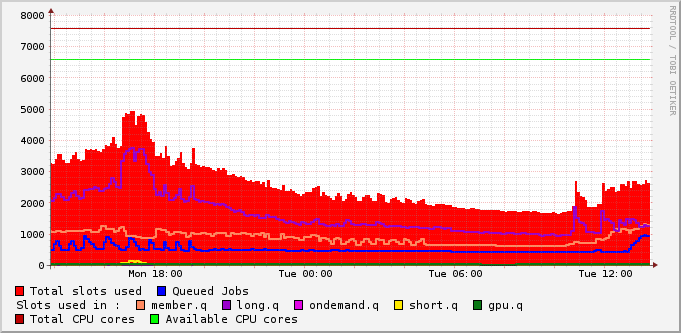 8000
7000
6000
5000
4000
3000
2000
1000
0
Mon 18:00 Tue 00:00 Tue 06:00 Tue 12:00
RRDTOOL / TOBI OETIKER
Total slots used Queued Jobs
Slots used in : member.q long.q ondemand.q short.q gpu.q
Total CPU cores Available CPU cores